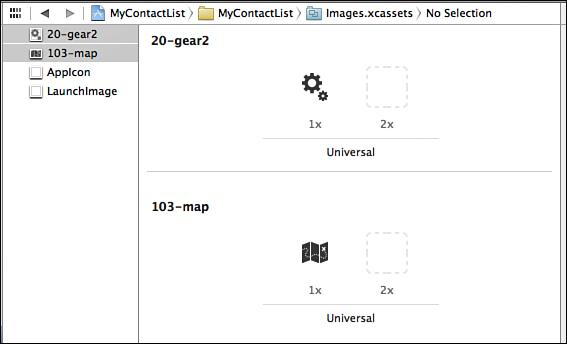 MyContactList MyContactList Images.xcassets No Selection
20-gear2
103-map
AppIcon
LaunchImage
20-gear2
1x 2x
Universal
103-map
1x 2x
Universal